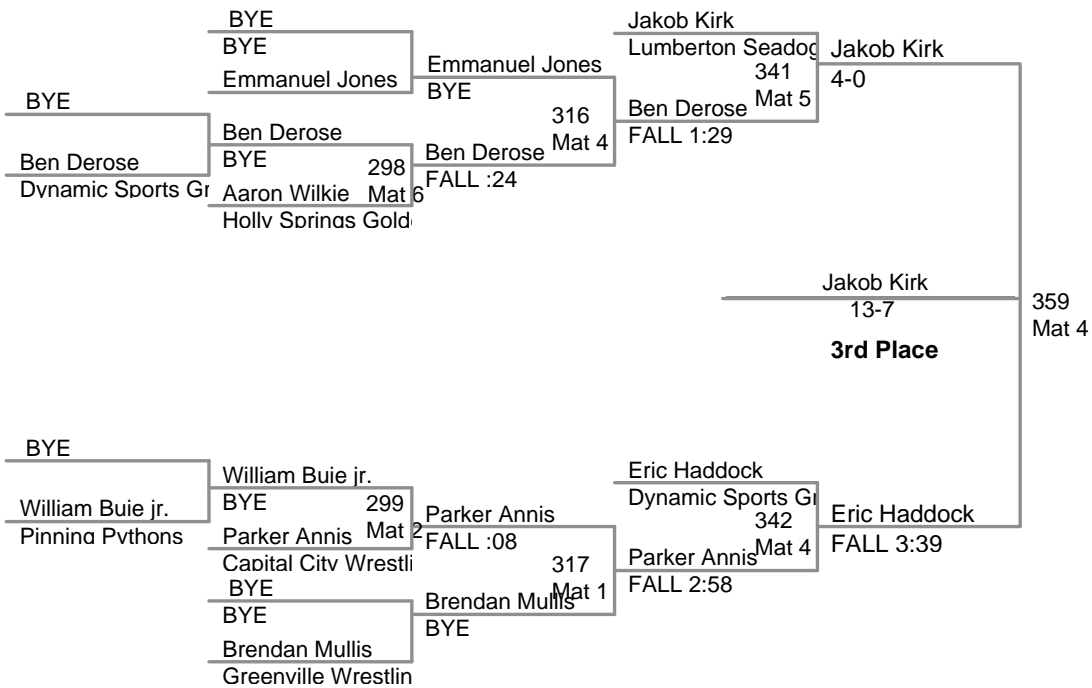 BYE
BYE
Emmanuel Jones
BYE
Ben Derose
Dynamic Sports Gr
Ben Derose
BYE
298
Mat 6
Aaron Wilkie
Holly Springs Gold
Emmanuel Jones
BYE
316
Mat 4
Ben Derose
FALL :24
Jakob Kirk
Lumberton Seadog
341
Mat 5
Ben Derose
FALL 1:29
Jakob Kirk
4-0
Jakob Kirk
13-7
3rd Place
359
Mat 4
BYE
William Buie jr.
Pinning Pythons
William Buie jr.
BYE
299
Mat 2
Parker Annis
Capital City Wrestli
BYE
BYE
Brendan Mullis
Greenville Wrestlin
Parker Annis
FALL :08
317
Mat 1
Brendan Mullis
BYE
Eric Haddock
Dynamic Sports Gr
342
Mat 4
Parker Annis
FALL 2:58
Eric Haddock
FALL 3:39